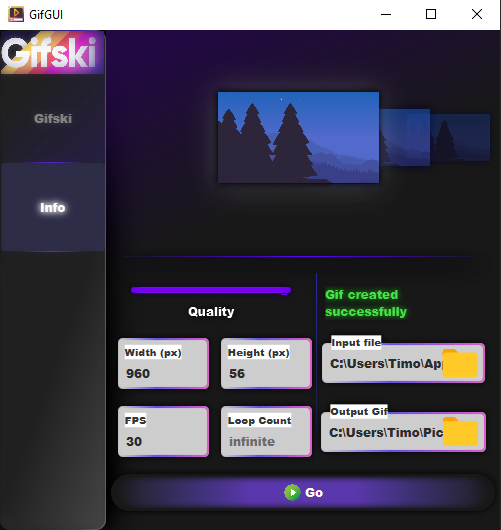 GifGUI
Gifski
Gifski
Info
Quality
Gif created
successfully
Width (px)
960
Height (px)
56
Input file
C:\Users\Timo\App
FPS
30
Loop Count
infinite
Output Gif
C:\Users\Timo\Pic
Go